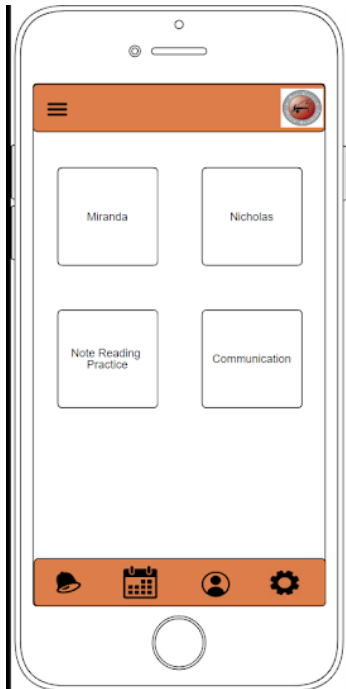 Miranda
Nicholas
Note Reading
Practice
Communication